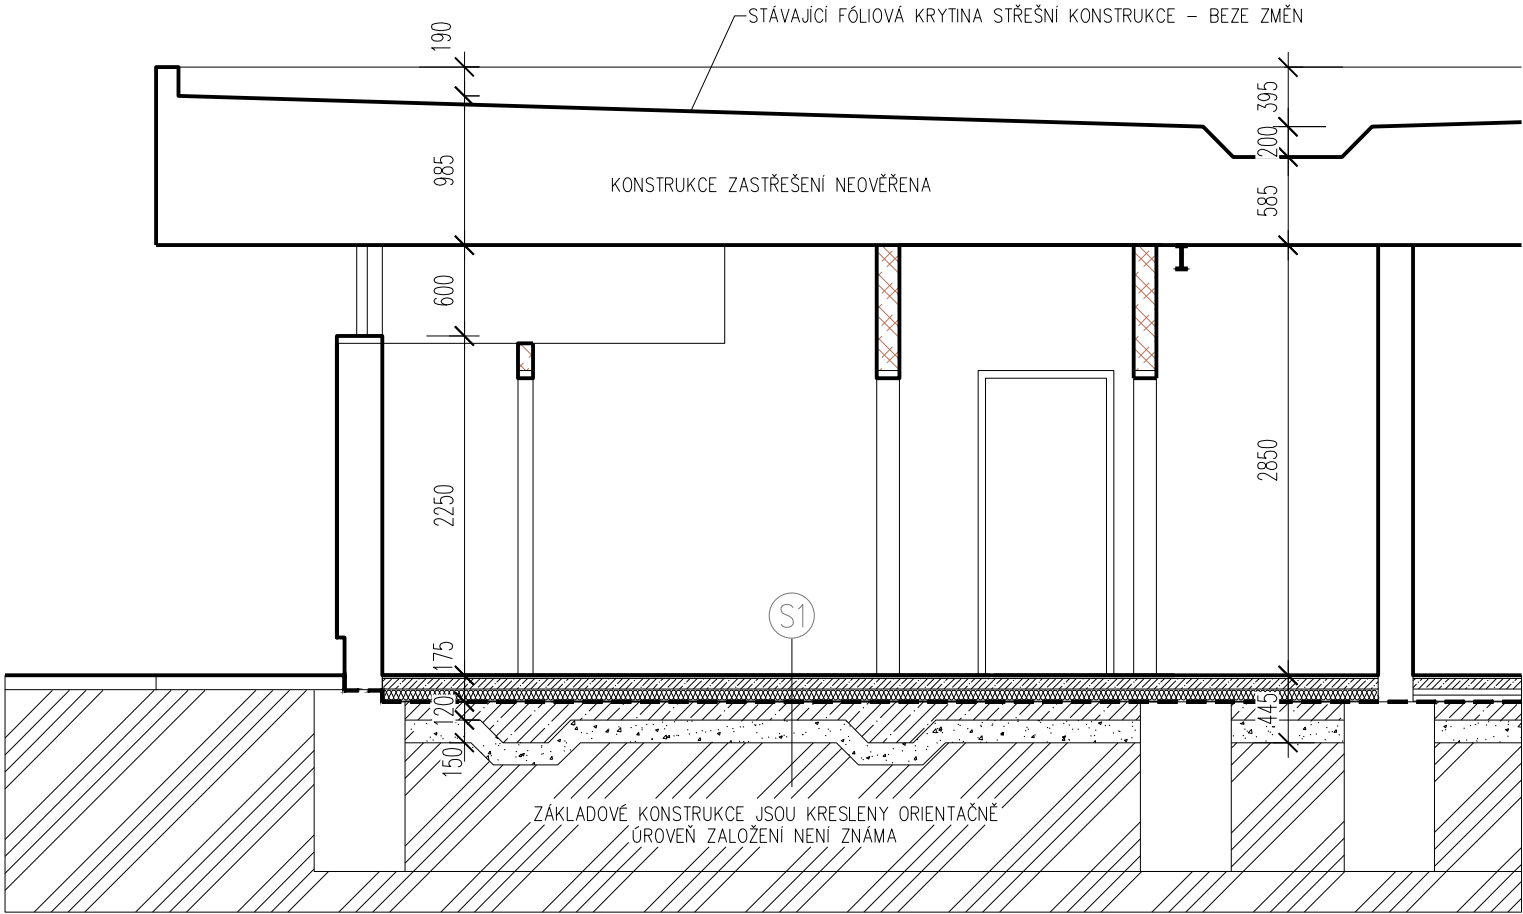 STÁVAJÍCÍ FÓLIOVÁ KRYTINA STŘEŠNÍ KONSTRUKCE – BEZE ZMĚN
190
395
200
985
KONSTRUKCE ZASTŘEŠENÍ NEOVĚŘENA
585
600
2850
2250
S1
175
120
445
150
ZÁKLADOVÉ KONSTRUKCE JSOU KRESLENY ORIENTAČNĚ
ÚROVEŇ ZALOŽENÍ NENÍ ZNÁMA